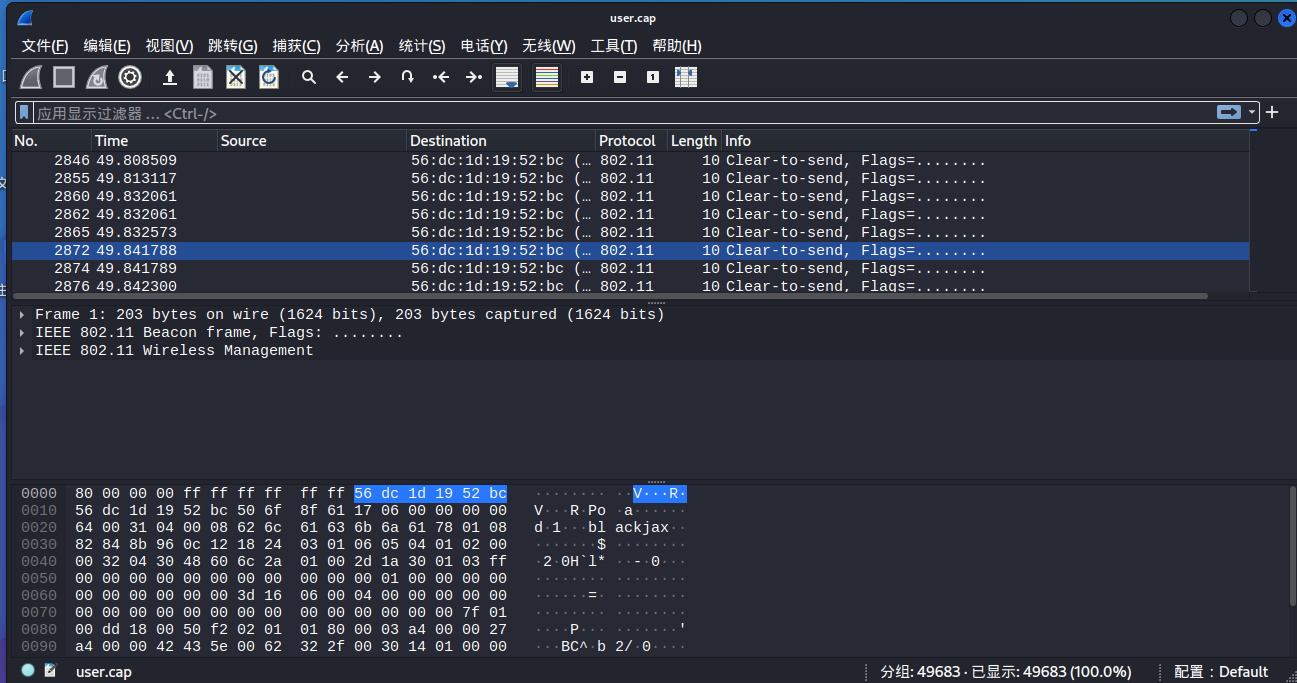 user.cap
文件(F) 编辑(E) 视图(V) 跳转(G) 捕获(C) 分析(A) 统计(S) 电话(Y) 无线(W) 工具(T) 帮助(H)
应用显示过滤器 … <Ctrl-/>
No. Time Source Destination Protocol Length Info
2846 49.808509 56:dc:1d:19:52:bc (… 802.11 10 Clear-to-send, Flags=........
2855 49.813117 56:dc:1d:19:52:bc (… 802.11 10 Clear-to-send, Flags=........
2860 49.832061 56:dc:1d:19:52:bc (… 802.11 10 Clear-to-send, Flags=........
2862 49.832061 56:dc:1d:19:52:bc (… 802.11 10 Clear-to-send, Flags=........
2865 49.832573 56:dc:1d:19:52:bc (… 802.11 10 Clear-to-send, Flags=........
2872 49.841788 56:dc:1d:19:52:bc (… 802.11 10 Clear-to-send, Flags=........
2874 49.841789 56:dc:1d:19:52:bc (… 802.11 10 Clear-to-send, Flags=........
2876 49.842300 56:dc:1d:19:52:bc (… 802.11 10 Clear-to-send, Flags=........
Frame 1: 203 bytes on wire (1624 bits), 203 bytes captured (1624 bits)
IEEE 802.11 Beacon frame, Flags: ........
IEEE 802.11 Wireless Management
0000 80 00 00 00 ff ff ff ff ff ff 56 dc 1d 19 52 bc ········ ··V···R·
0010 56 dc 1d 19 52 bc 50 6f 8f 61 17 06 00 00 00 00 V···R·Po ·a······
0020 64 00 31 04 00 08 62 6c 61 63 6b 6a 61 78 01 08 d·1···bl ackjax··
0030 82 84 8b 96 0c 12 18 24 03 01 06 05 04 01 02 00 ·······$ ········
0040 00 32 04 30 48 60 6c 2a 01 00 2d 1a 30 01 03 ff ·2·0H`l* ··-·0···
0050 00 00 00 00 00 00 00 00 00 00 01 00 00 00 00 00 ········ ········
0060 00 00 00 00 00 00 3d 16 06 00 04 00 00 00 00 00 ······=· ········
0070 00 00 00 00 00 00 00 00 00 00 00 00 00 00 7f 01 ········ ········
0080 00 dd 18 00 50 f2 02 01 01 80 00 03 a4 00 00 27 ····P··· ·······'
0090 a4 00 00 42 43 5e 00 62 32 2f 00 30 14 01 00 00 ···BC^·b 2/·0····
user.cap 分组: 49683 · 已显示: 49683 (100.0%) 配置：Default